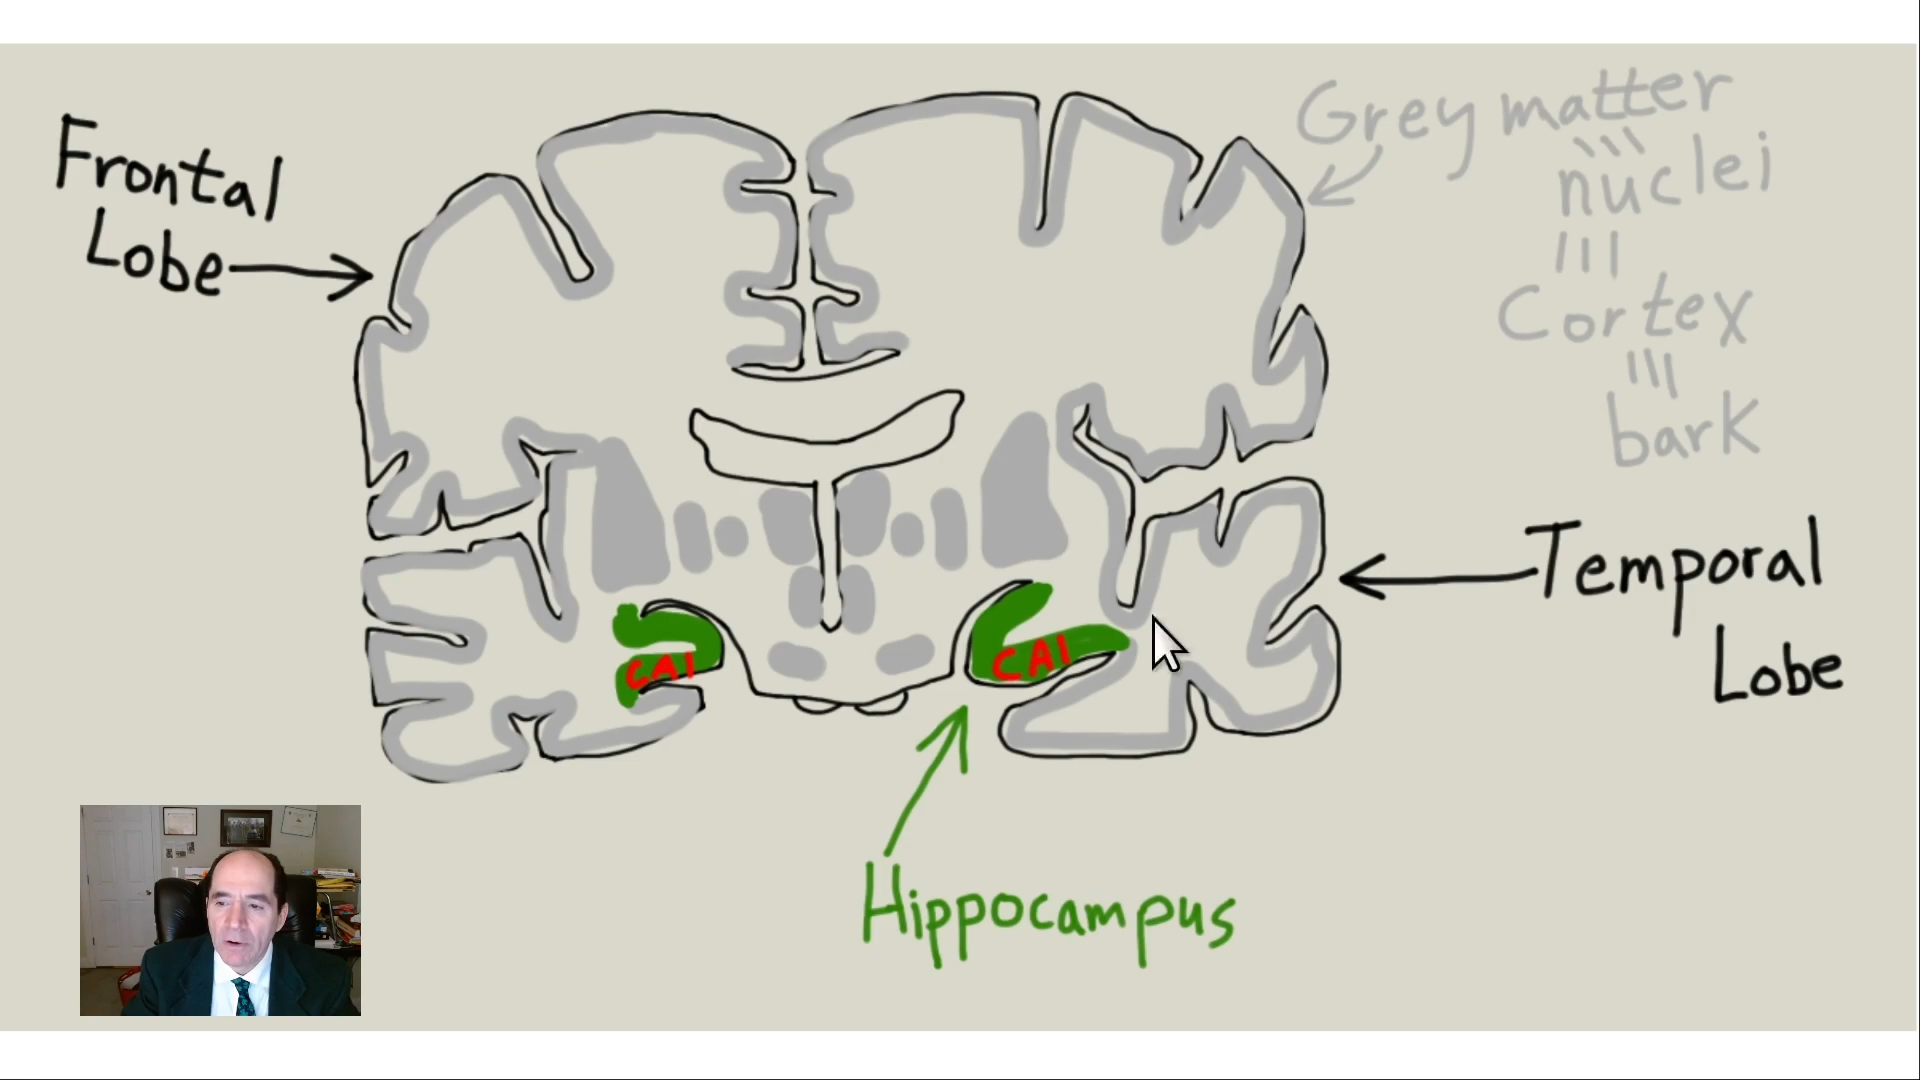 Frontal
Lobe
Grey matter
nuclei
Cortex
bark
Temporal
Lobe
CA1
CA1
Hippocampus